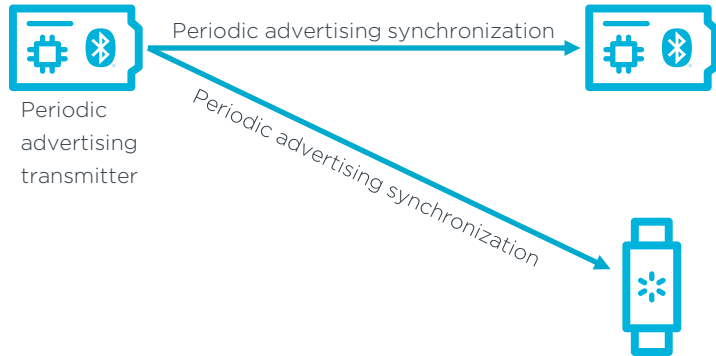 Periodic advertising synchronization
Periodic
advertising
transmitter
Periodic advertising synchronization